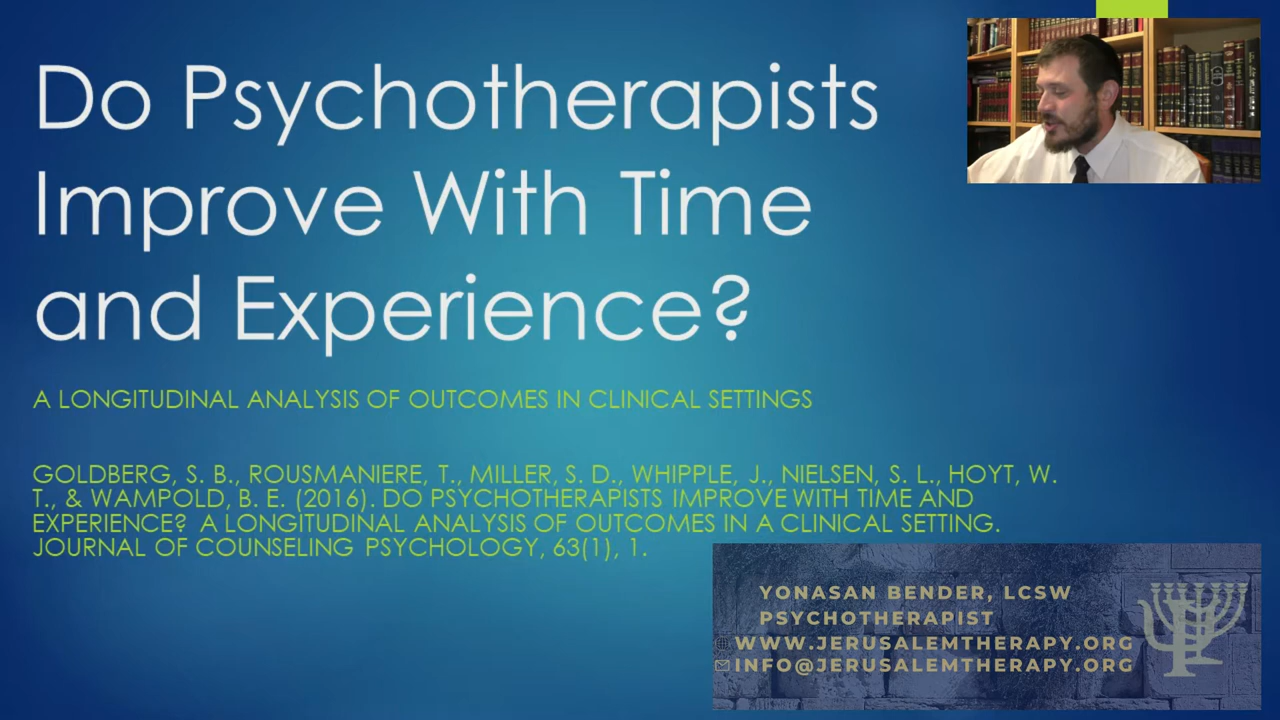 Do Psychotherapists
Improve With Time
and Experience?
A LONGITUDINAL ANALYSIS OF OUTCOMES IN CLINICAL SETTINGS
GOLDBERG, S. B., ROUSMANIERE, T., MILLER, S. D., WHIPPLE, J., NIELSEN, S. L., HOYT, W.
T., & WAMPOLD, B. E. (2016). DO PSYCHOTHERAPISTS IMPROVE WITH TIME AND
EXPERIENCE? A LONGITUDINAL ANALYSIS OF OUTCOMES IN A CLINICAL SETTING.
JOURNAL OF COUNSELING PSYCHOLOGY, 63(1), 1.
YONASAN BENDER, LCSW
PSYCHOTHERAPIST
WWW.JERUSALEMTHERAPY.ORG
INFO@JERUSALEMTHERAPY.ORG